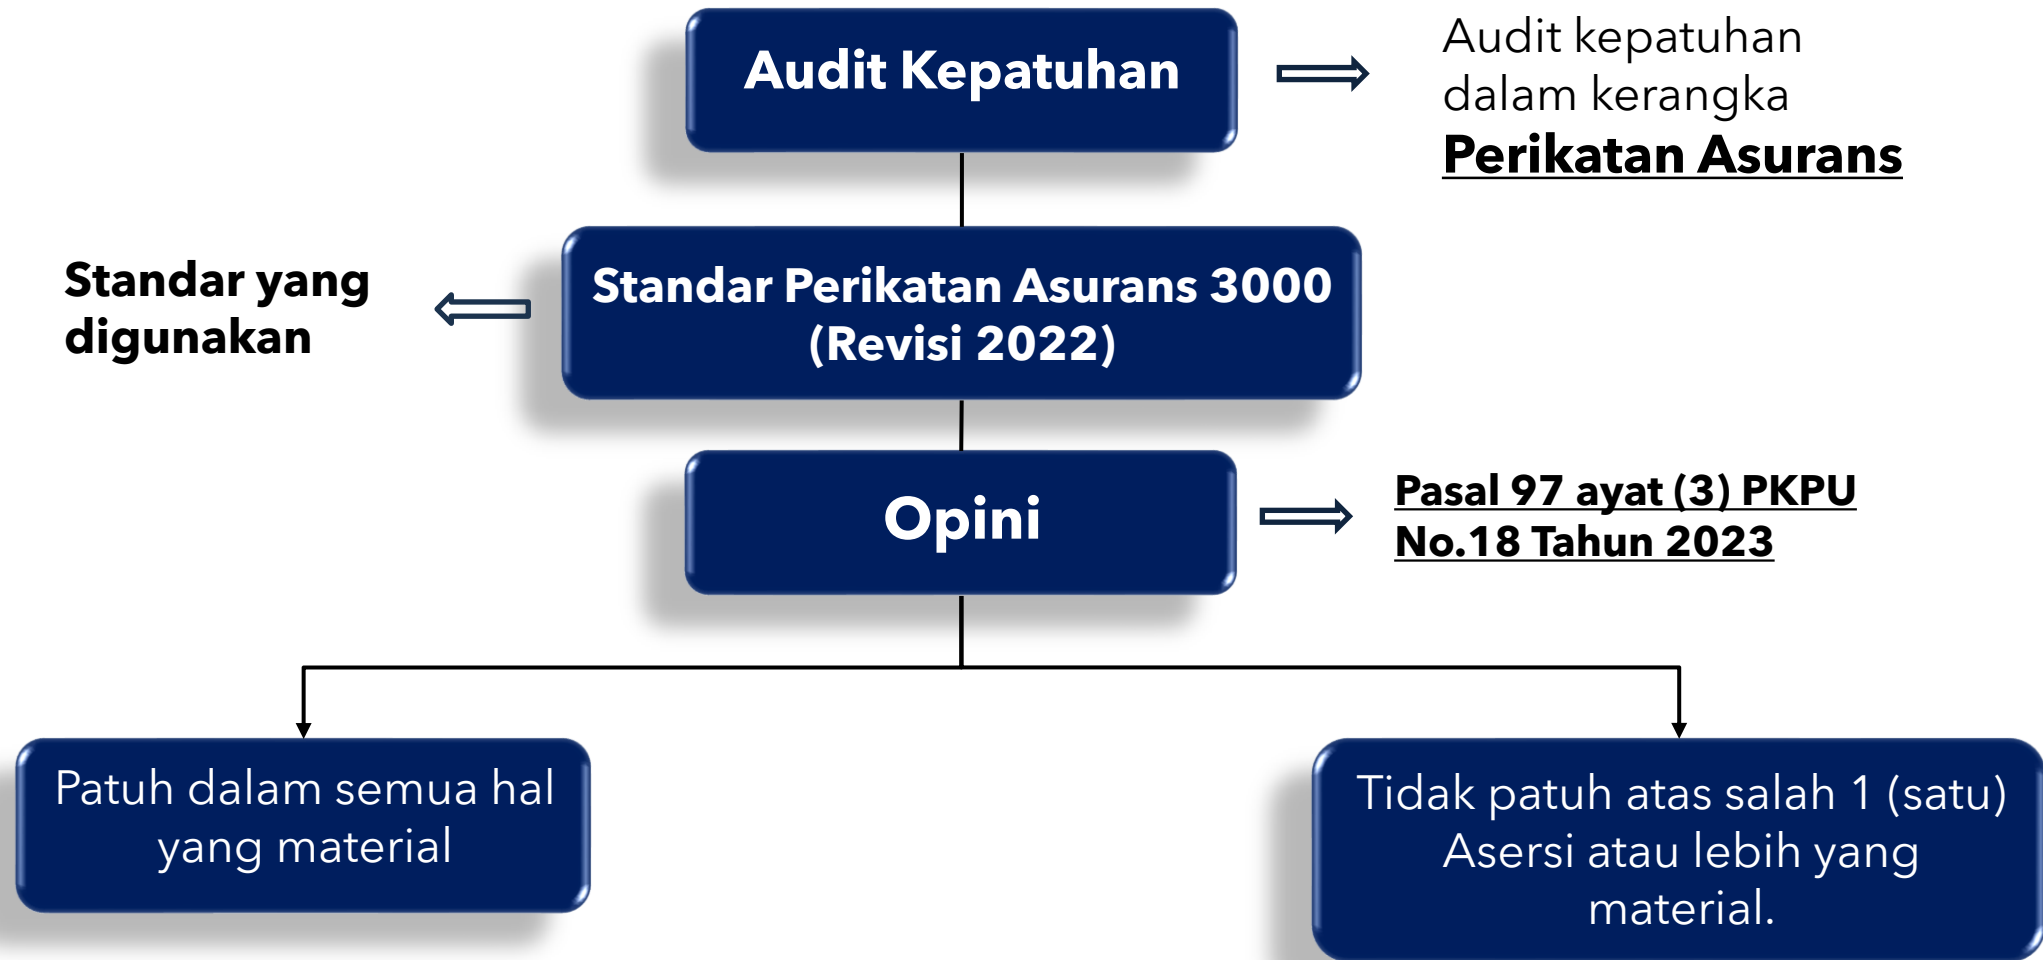 Audit Kepatuhan
Audit kepatuhan
dalam kerangka
Perikatan Asurans
Standar yang
digunakan
Standar Perikatan Asurans 3000
(Revisi 2022)
Opini
Pasal 97 ayat (3) PKPU
No.18 Tahun 2023
Patuh dalam semua hal
yang material
Tidak patuh atas salah 1 (satu)
Asersi atau lebih yang
material.